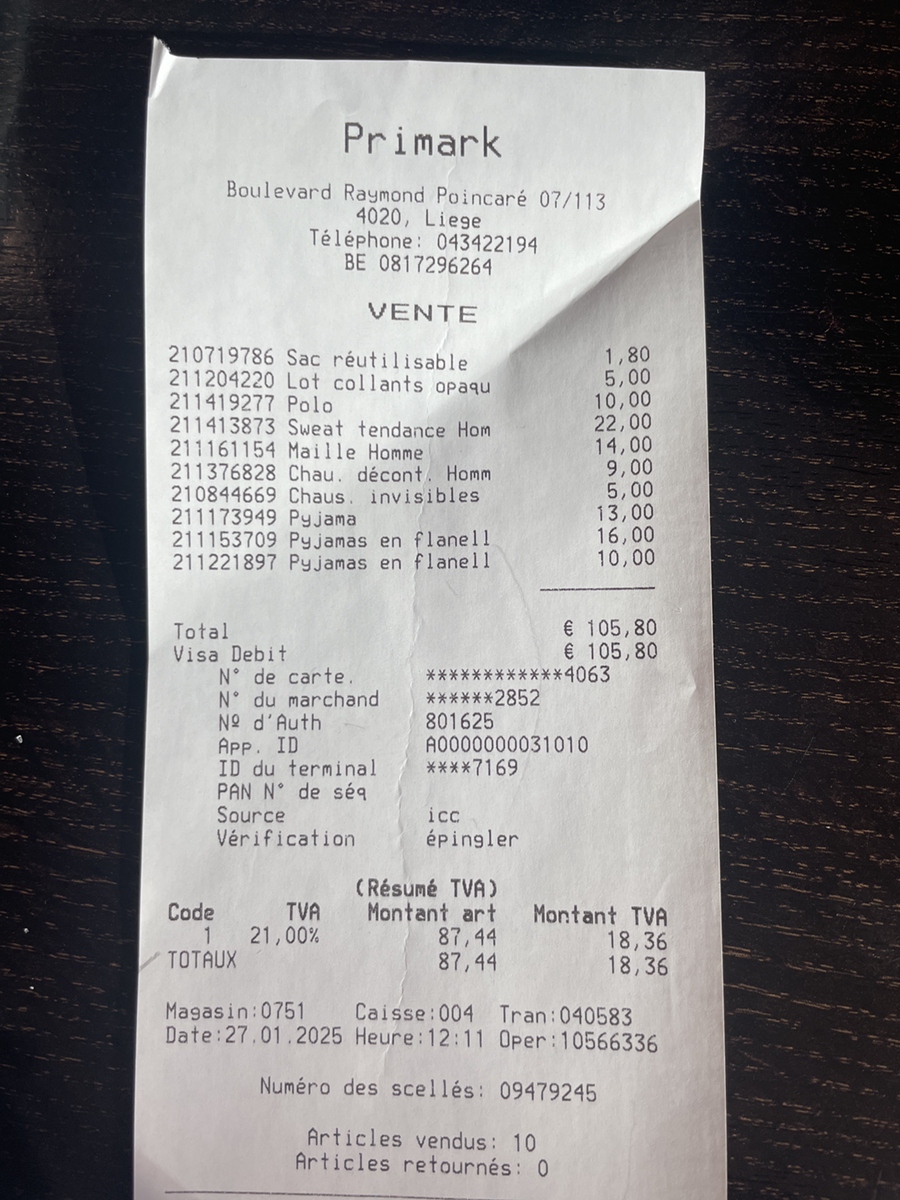 Primark
Boulevard Raymond Poincaré 07/113
4020, Liege
Téléphone: 043422194
BE 0817296264
VENTE
210719786 Sac réutilisable 1,80
211204220 Lot collants opaqu 5,00
211419277 Polo 10,00
211413873 Sweat tendance Hom 22,00
211161154 Maille Homme 14,00
211376828 Chau. décont. Homm 9,00
210844669 Chaus. invisibles 5,00
211173949 Pyjama 13,00
211153709 Pyjamas en flanell 16,00
211221897 Pyjamas en flanell 10,00
Total € 105,80
Visa Debit € 105,80
N° de carte. ************4063
N° du marchand ******2852
Nº d'Auth 801625
App. ID A0000000031010
ID du terminal ****7169
PAN N° de séq
Source icc
Vérification épingler
(Résumé TVA)
Code TVA Montant art Montant TVA
1 21,00% 87,44 18,36
TOTAUX 87,44 18,36
Magasin:0751 Caisse:004 Tran:040583
Date:27.01.2025 Heure:12:11 Oper:10566336
Numéro des scellés: 09479245
Articles vendus: 10
Articles retournés: 0